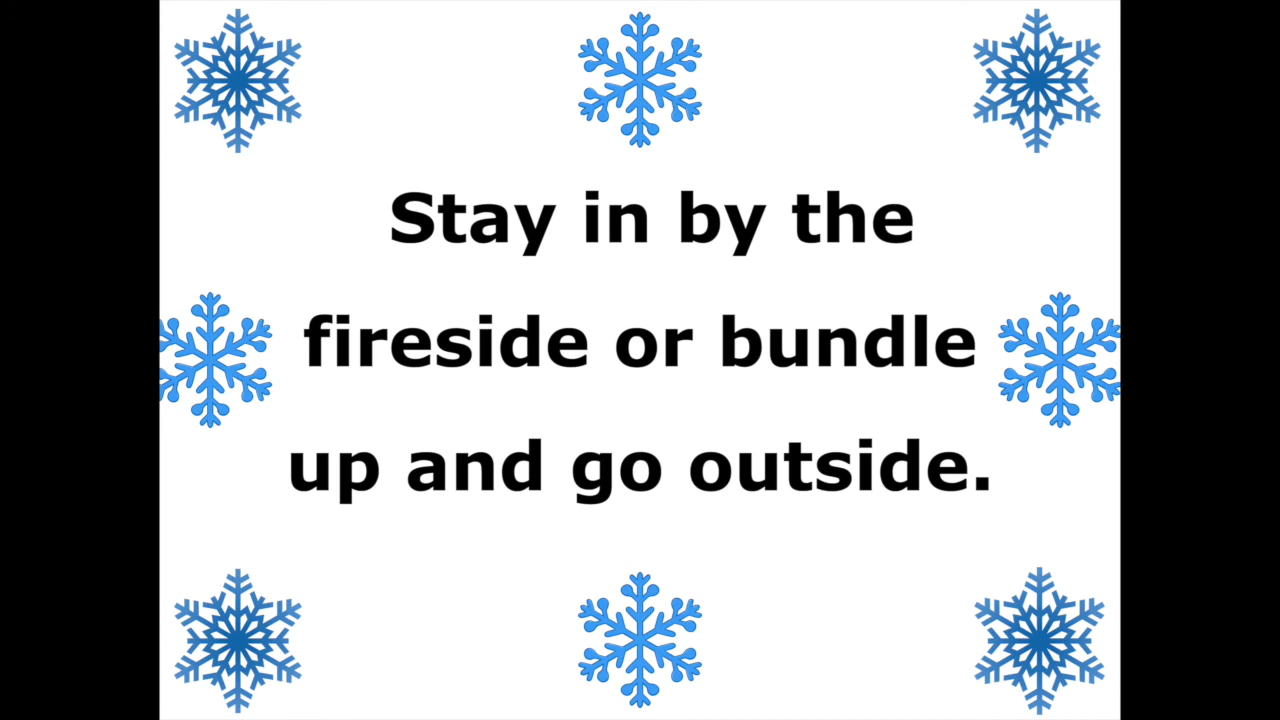 Stay in by the
fireside or bundle
up and go outside.